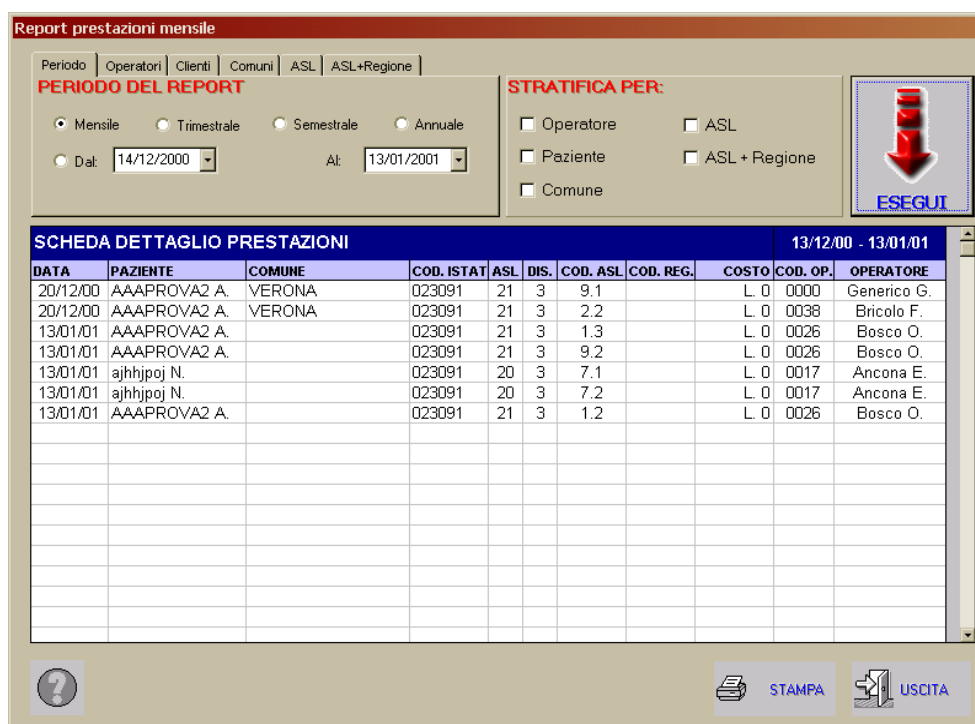 Report prestazioni mensile
Periodo Operatori Clienti Comuni ASL ASL+Regione
PERIODO DEL REPORT
Mensile Trimestrale Semestrale Annuale
Dal: 14/12/2000 Al: 13/01/2001
STRATIFICA PER:
Operatore ASL
Paziente ASL + Regione
Comune
ESEGUI
SCHEDA DETTAGLIO PRESTAZIONI 13/12/00 - 13/01/01
DATA PAZIENTE COMUNE COD. ISTAT ASL DIS. COD. ASL COD. REG. COSTO COD. OP. OPERATORE
20/12/00 AAAPROVA2 A. VERONA 023091 21 3 9.1 L. 0 0000 Generico G.
20/12/00 AAAPROVA2 A. VERONA 023091 21 3 2.2 L. 0 0038 Bricolo F.
13/01/01 AAAPROVA2 A. 023091 21 3 1.3 L. 0 0026 Bosco O.
13/01/01 AAAPROVA2 A. 023091 21 3 9.2 L. 0 0026 Bosco O.
13/01/01 ajhhjpoj N. 023091 20 3 7.1 L. 0 0017 Ancona E.
13/01/01 ajhhjpoj N. 023091 20 3 7.2 L. 0 0017 Ancona E.
13/01/01 AAAPROVA2 A. 023091 21 3 1.2 L. 0 0026 Bosco O.
?
STAMPA
USCITA